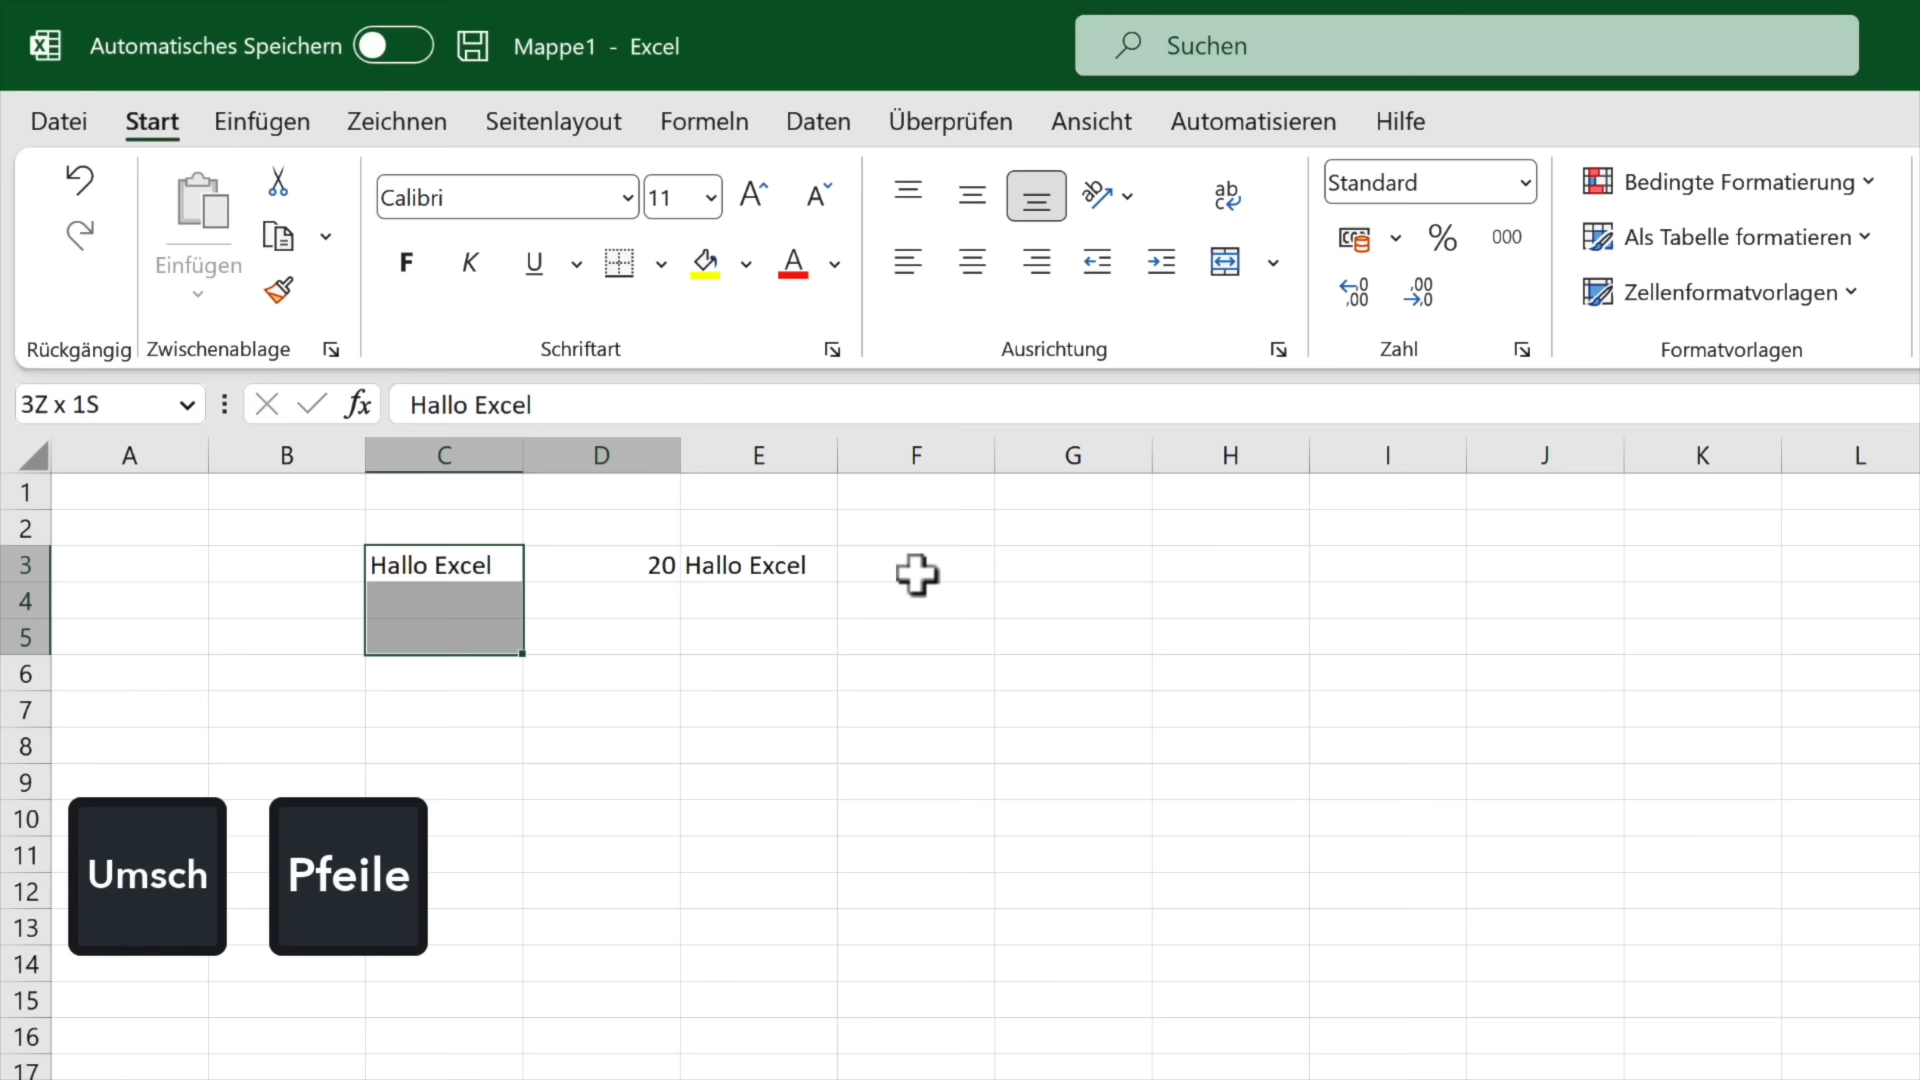 Automatisches Speichern Mappe1 - Excel Suchen
Datei Start Einfügen Zeichnen Seitenlayout Formeln Daten Überprüfen Ansicht Automatisieren Hilfe
Einfügen
Calibri 11
F K U A
ab
Standard
% 000
Bedingte Formatierung
Als Tabelle formatieren
Zellenformatvorlagen
Rückgängig Zwischenablage Schriftart Ausrichtung Zahl Formatvorlagen
3Z x 1S fx Hallo Excel
A B C D E F G H I J K L
1
2
3 Hallo Excel 20 Hallo Excel
4
5
6
7
8
9
10
11
12
13
14
15
16
17
Umsch Pfeile